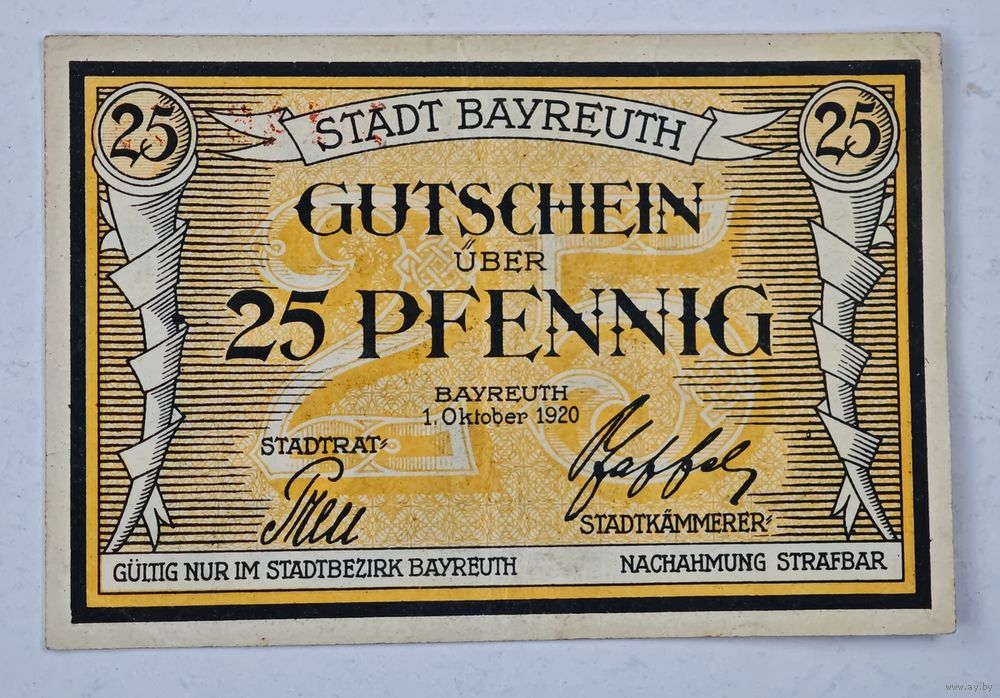 25
STADT BAYREUTH
25
GUTSCHEIN
ÜBER
25 PFENNIG
BAYREUTH
1. Oktober 1920
STADTRAT:
STADTKÄMMERER:
GÜLTIG NUR IM STADTBEZIRK BAYREUTH
NACHAHMUNG STRAFBAR
www.ay.by